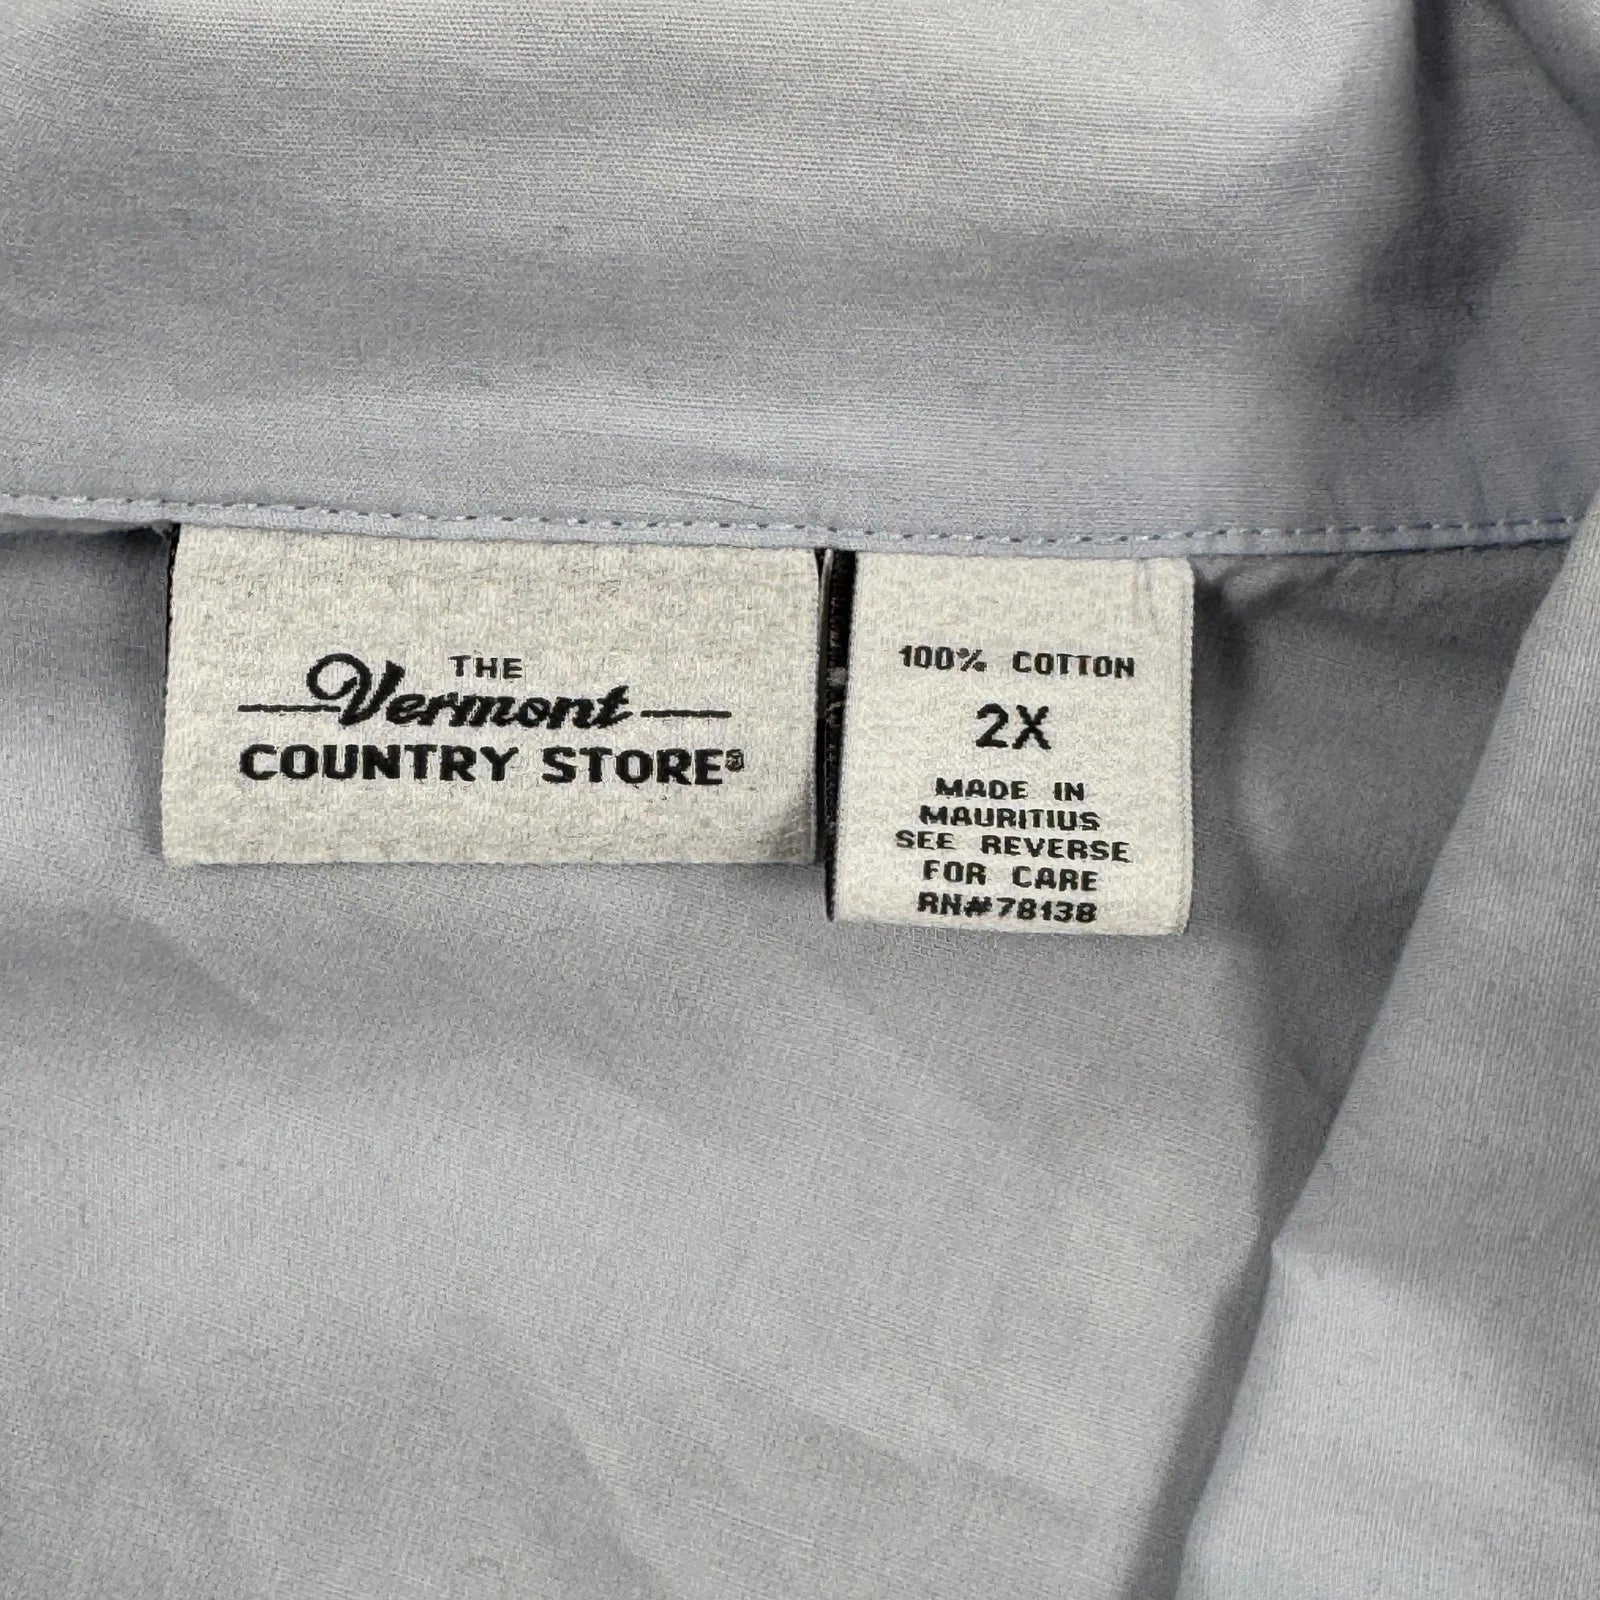 THE
Vermont
COUNTRY STORE®
100% COTTON
2X
MADE IN
MAURITIUS
SEE REVERSE
FOR CARE
RN#78138